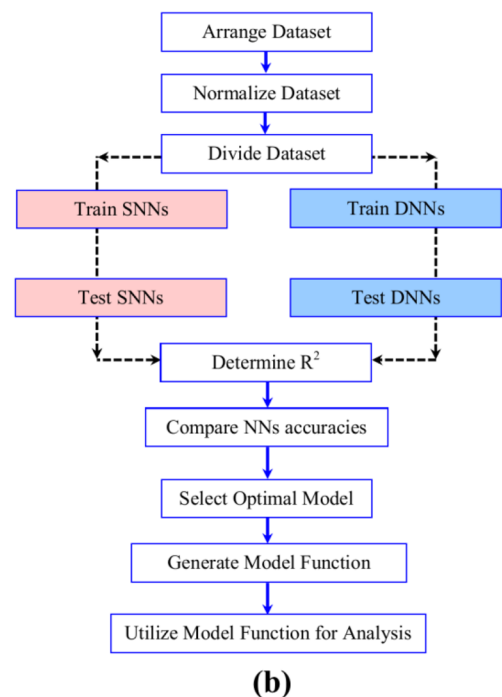 Arrange Dataset
Normalize Dataset
Divide Dataset
Train SNNs
Train DNNs
Test SNNs
Test DNNs
Determine R²
Compare NNs accuracies
Select Optimal Model
Generate Model Function
Utilize Model Function for Analysis
(b)